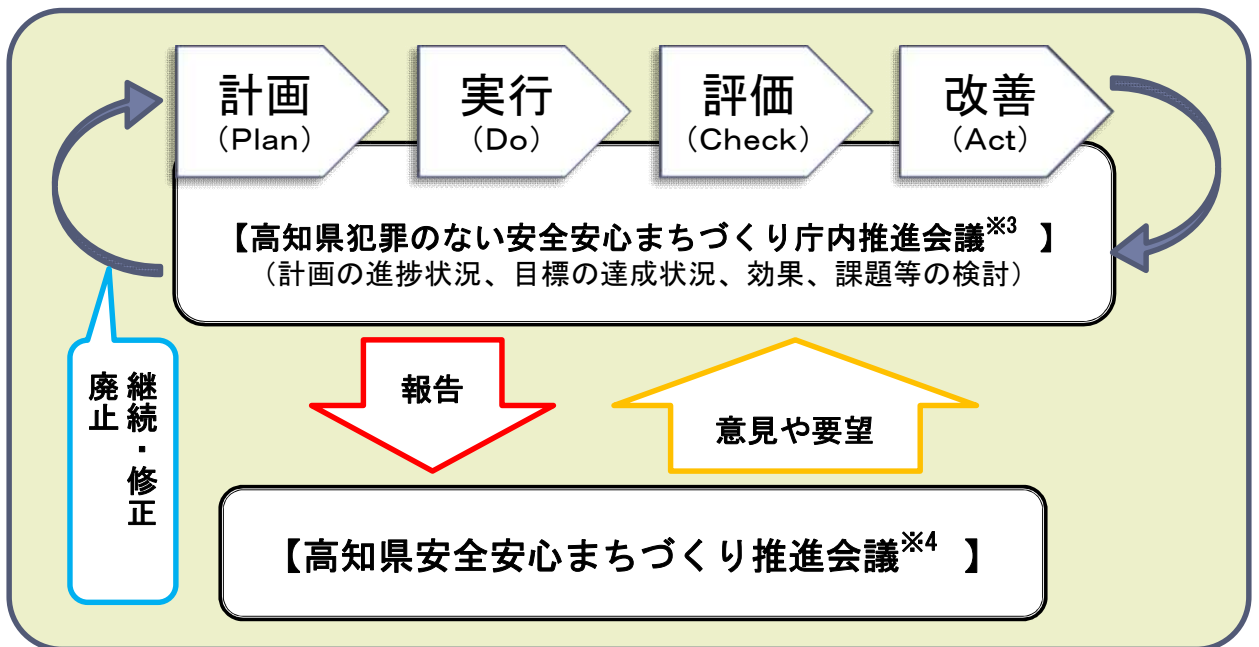 計画
（Plan）
実行
（Do）
評価
（Check）
改善
（Act）
【高知県犯罪のない安全安心まちづくり庁内推進会議※3 】
（計画の進捗状況、目標の達成状況、効果、課題等の検討）
継続・修正
廃止
報告
意見や要望
【高知県安全安心まちづくり推進会議※4 】